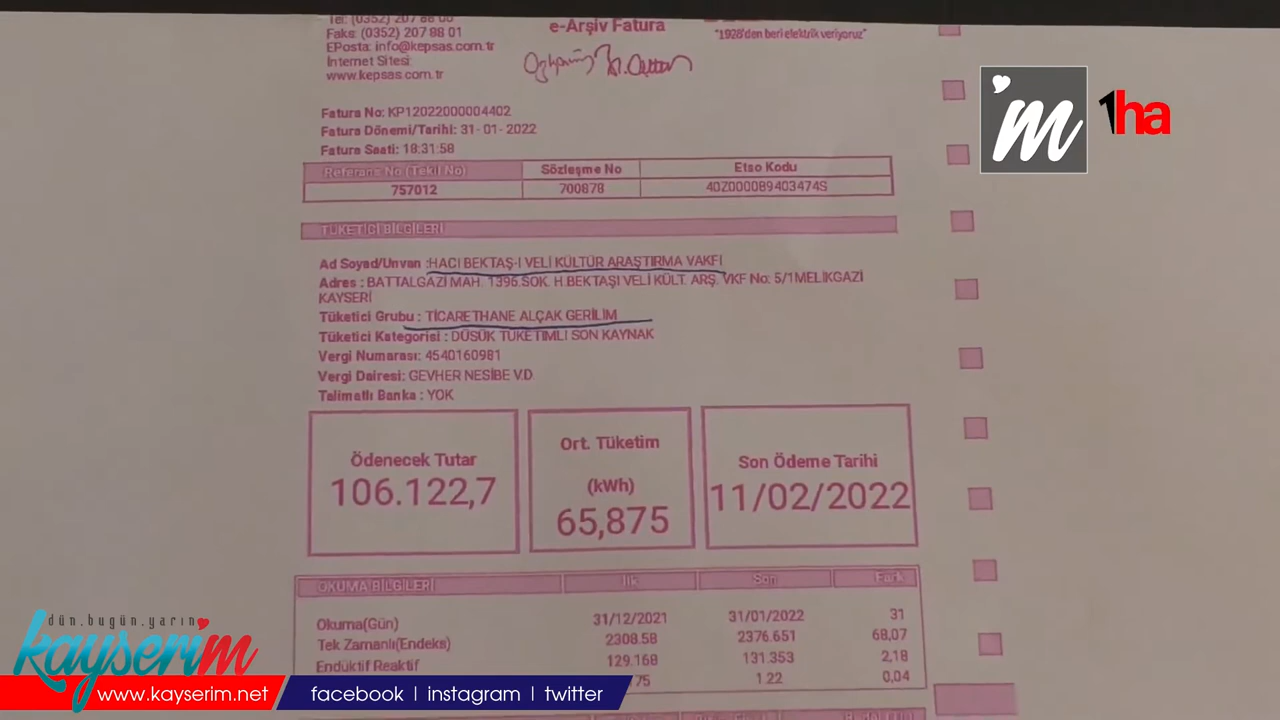 Tel: (0352) 207 88 00
Faks: (0352) 207 88 01
EPosta: info@kepsas.com.tr
İnternet Sitesi:
www.kepsas.com.tr
e-Arşiv Fatura
"1928'den beri elektrik veriyoruz"
Fatura No: KP12022000004402
Fatura Dönemi/Tarihi: 31-01-2022
Fatura Saati: 18:31:58
Referans No (Tekil No) Sözleşme No Etso Kodu
757012 700878 40Z000089403474S
TÜKETİCİ BİLGİLERİ
Ad Soyad/Unvan :HACI BEKTAŞ-I VELİ KÜLTÜR ARAŞTIRMA VAKFI
Adres : BATTALGAZİ MAH. 1396.SOK. H.BEKTAŞI VELİ KÜLT. ARŞ. VKF No: 5/1MELİKGAZİ
KAYSERİ
Tüketici Grubu : TİCARETHANE ALÇAK GERİLİM
Tüketici Kategorisi : DÜŞÜK TÜKETİMLİ SON KAYNAK
Vergi Numarası: 4540160981
Vergi Dairesi: GEVHER NESİBE V.D.
Talimatlı Banka : YOK
Ödenecek Tutar
106.122,7
Ort. Tüketim
(kWh)
65,875
Son Ödeme Tarihi
11/02/2022
OKUMA BİLGİLERİ İlk Son Fark
Okuma(Gün) 31/12/2021 31/01/2022 31
Tek Zamanlı(Endeks) 2308.58 2376.651 68,07
Endüktif Reaktif 129.168 131.353 2,18
75 1.22 0,04
'm
1ha
dün.bugün.yarın
kayserim
www.kayserim.net
facebook | instagram | twitter